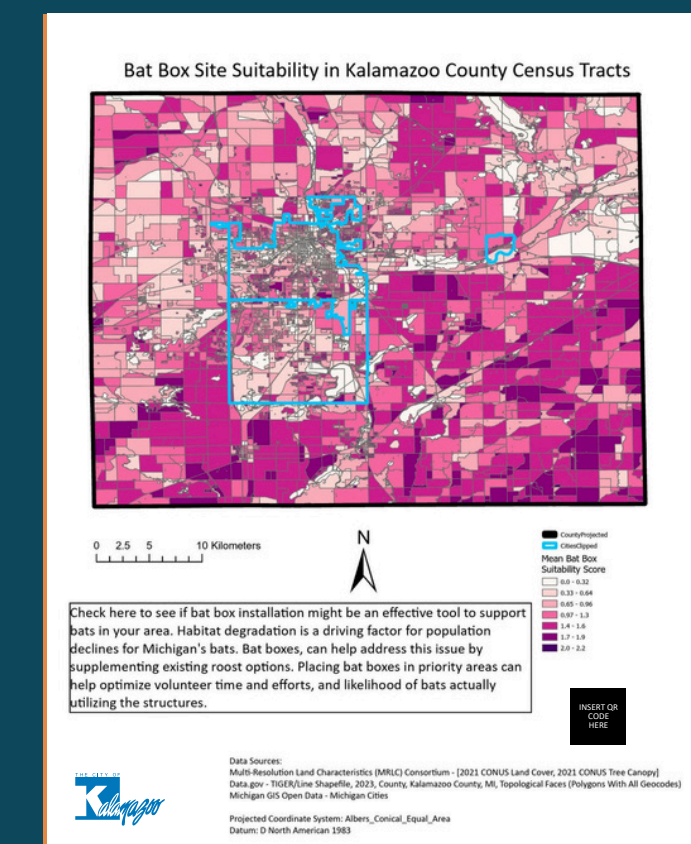 Bat Box Site Suitability in Kalamazoo County Census Tracts
0 2.5 5 10 Kilometers
N
CountyProjected
CitiesClipped
Mean Bat Box
Suitability Score
0.0 - 0.32
0.33 - 0.64
0.65 - 0.96
0.97 - 1.3
1.4 - 1.6
1.7 - 1.9
2.0 - 2.2
Check here to see if bat box installation might be an effective tool to support
bats in your area. Habitat degradation is a driving factor for population
declines for Michigan's bats. Bat boxes, can help address this issue by
supplementing existing roost options. Placing bat boxes in priority areas can
help optimize volunteer time and efforts, and likelihood of bats actually
utilizing the structures.
INSERT QR
CODE
HERE
THE CITY OF
Kalamazoo
Data Sources:
Multi-Resolution Land Characteristics (MRLC) Consortium - [2021 CONUS Land Cover, 2021 CONUS Tree Canopy]
Data.gov - TIGER/Line Shapefile, 2023, County, Kalamazoo County, MI, Topological Faces (Polygons With All Geocodes)
Michigan GIS Open Data - Michigan Cities
Projected Coordinate System: Albers_Conical_Equal_Area
Datum: D North American 1983